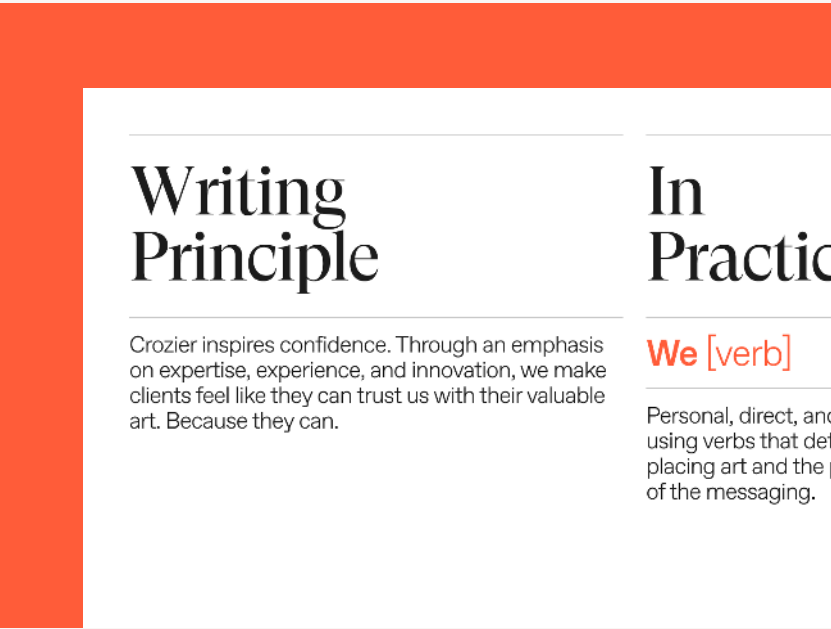 Writing
Principle
Crozier inspires confidence. Through an emphasis
on expertise, experience, and innovation, we make
clients feel like they can trust us with their valuable
art. Because they can.
In
We [verb]
Personal, direct,
using verbs that
placing art and the
of the messaging.